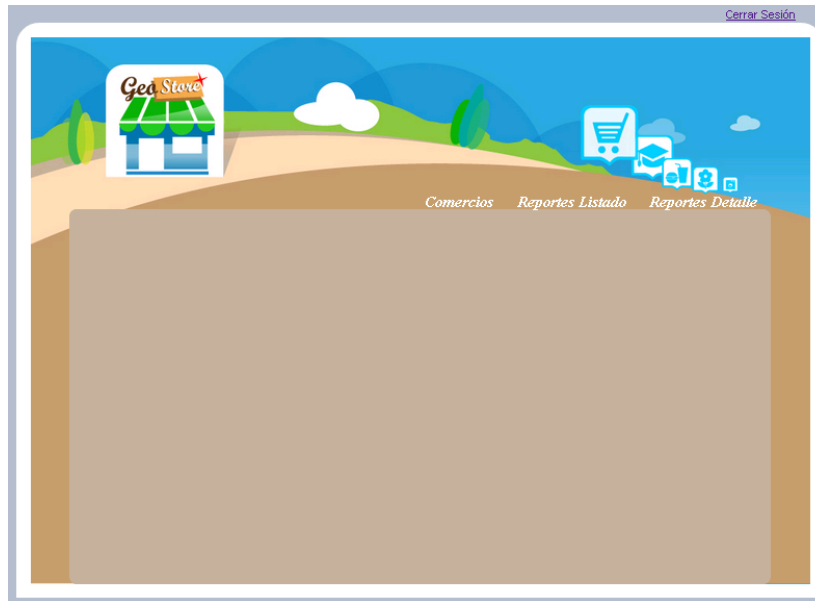 Cerrar Sesión
Geo Store
Comercios Reportes Listado Reportes Detalle